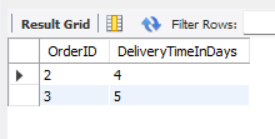 Result Grid Filter Rows:
OrderID DeliveryTimeInDays
2 4
3 5